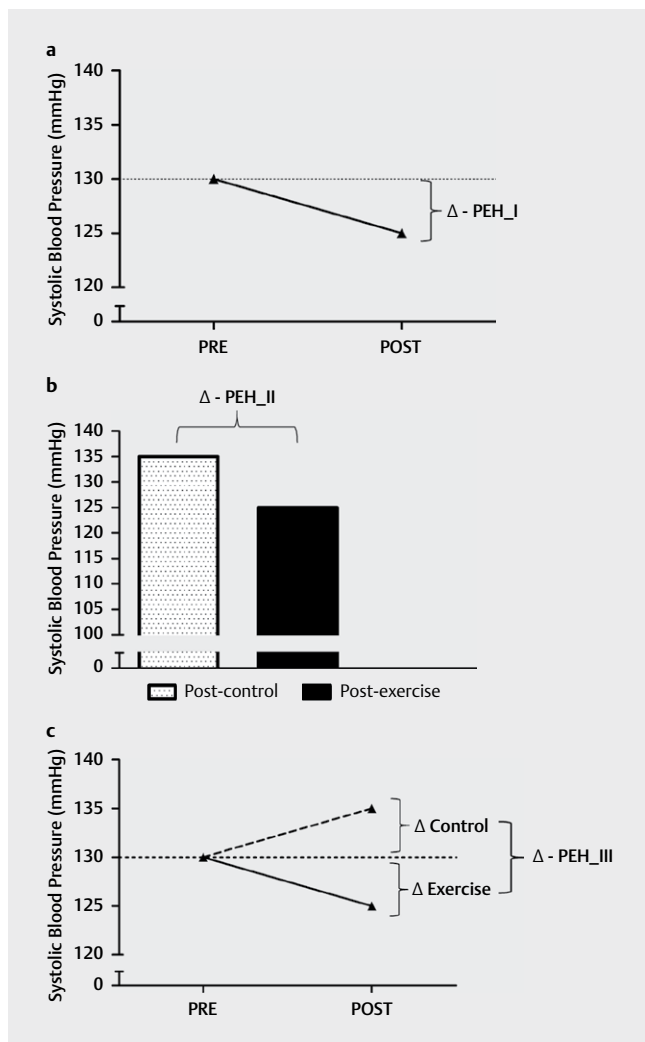 a
Systolic Blood Pressure (mmHg)
140
135
130
125
120
0
Δ - PEH_I
PRE POST
b
Δ - PEH_II
Systolic Blood Pressure (mmHg)
140
135
130
125
120
115
110
105
100
0
Post-control Post-exercise
c
Systolic Blood Pressure (mmHg)
140
135
130
125
120
0
Δ Control
Δ - PEH_III
Δ Exercise
PRE POST